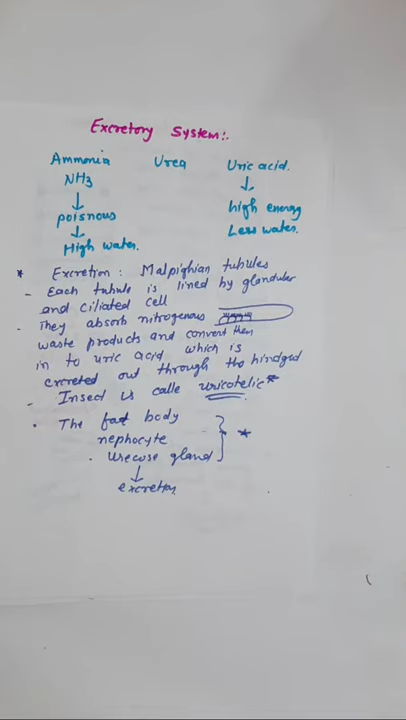 Excretory System:.
Ammonia Urea Uric acid.
NH3 ↓
↓ high energy
poisnous Less water.
↓
High water.
* Excretion : Malpighian tubules
- Each tubule is lined by glandular
and ciliated cell
- They absorb nitrogenous
waste products and convert them
in to uric acid which is
excreted out through the hindgut
- Insect is calle uricotelic*
• The fat body
nephocyte *
. urecose gland
↓
excretion